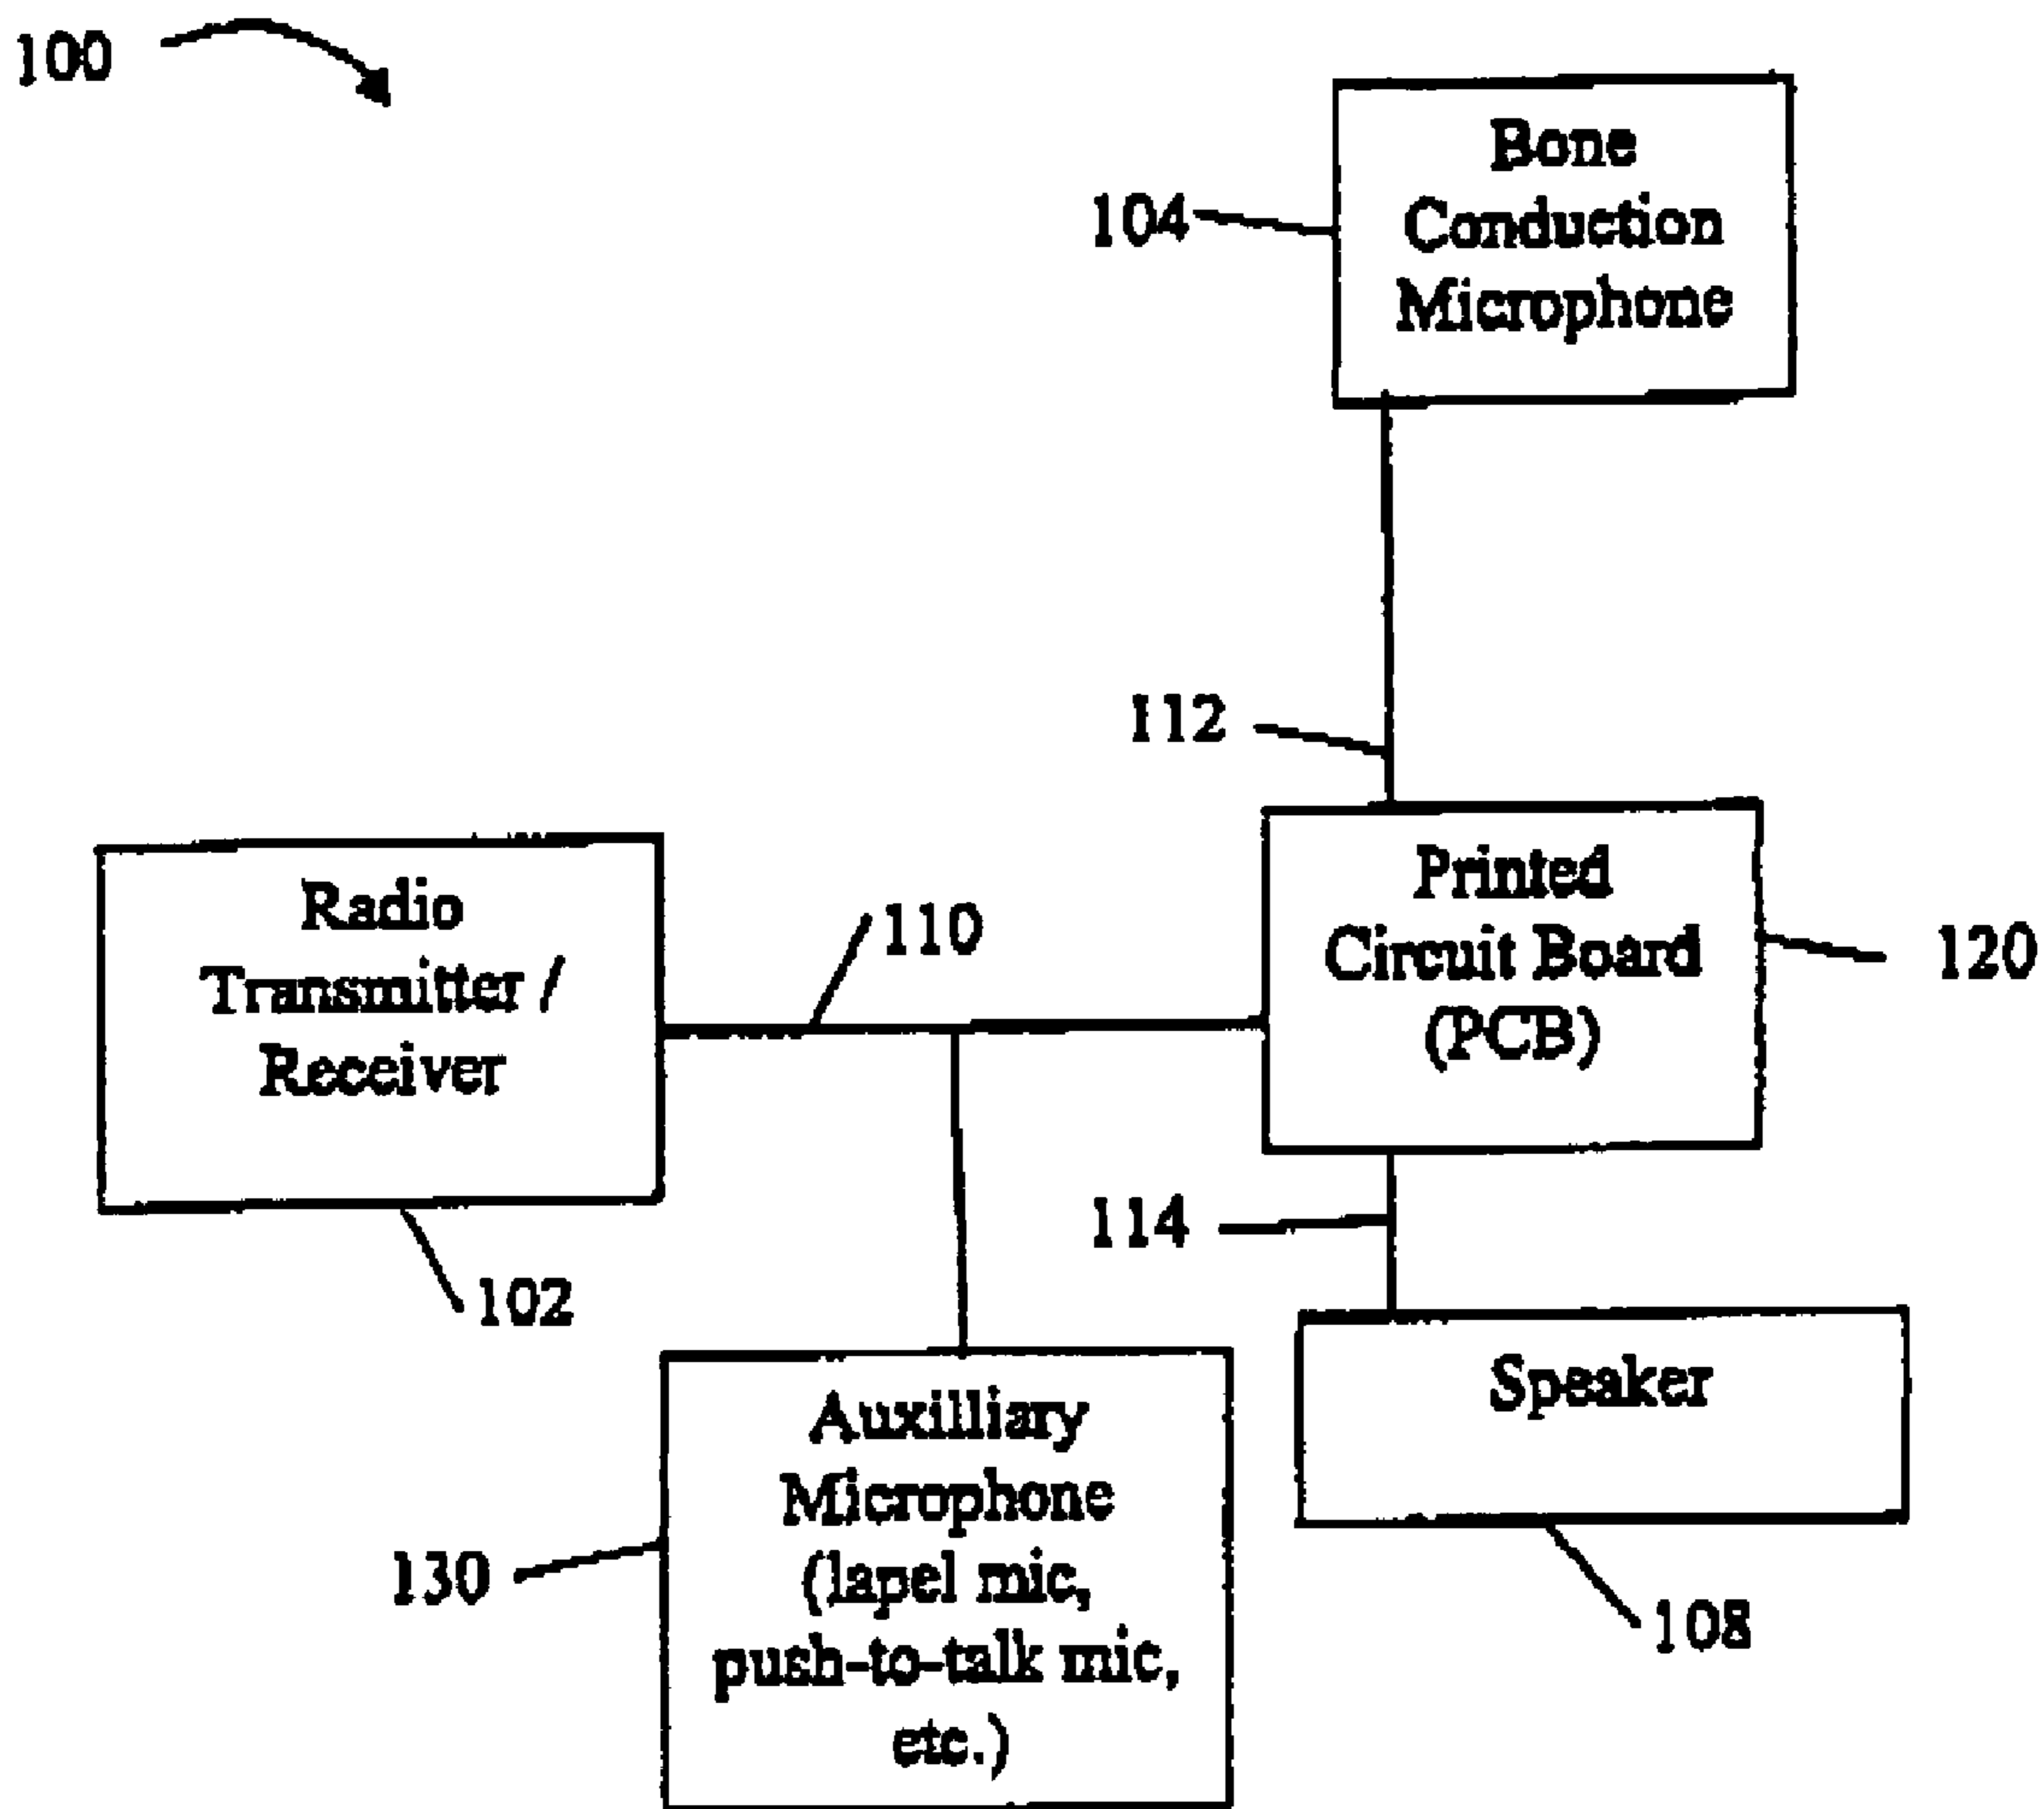 100
Bone
Conduction
Microphone
104
112
Radio
Transmitter /
Receiver
110
Printed
Circuit Board
(PCB)
120
102
114
Speaker
108
Auxilliary
Microphone
(lapel mic,
push-to-talk mic,
etc.)
130